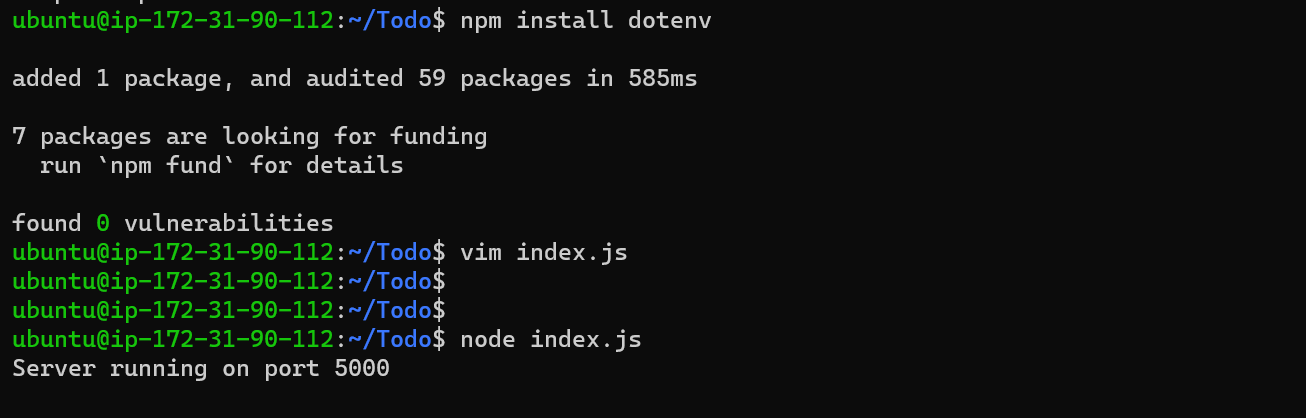 ubuntu@ip-172-31-90-112:~/Todo$ npm install dotenv
added 1 package, and audited 59 packages in 585ms
7 packages are looking for funding
  run `npm fund` for details
found 0 vulnerabilities
ubuntu@ip-172-31-90-112:~/Todo$ vim index.js
ubuntu@ip-172-31-90-112:~/Todo$
ubuntu@ip-172-31-90-112:~/Todo$
ubuntu@ip-172-31-90-112:~/Todo$ node index.js
Server running on port 5000